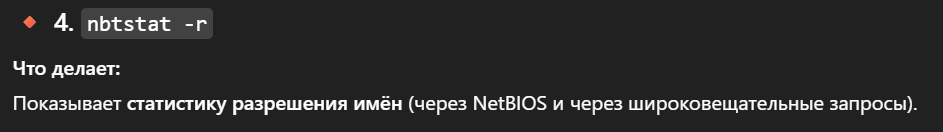 4. nbtstat -r
Что делает:
Показывает статистику разрешения имён (через NetBIOS и через широковещательные запросы).